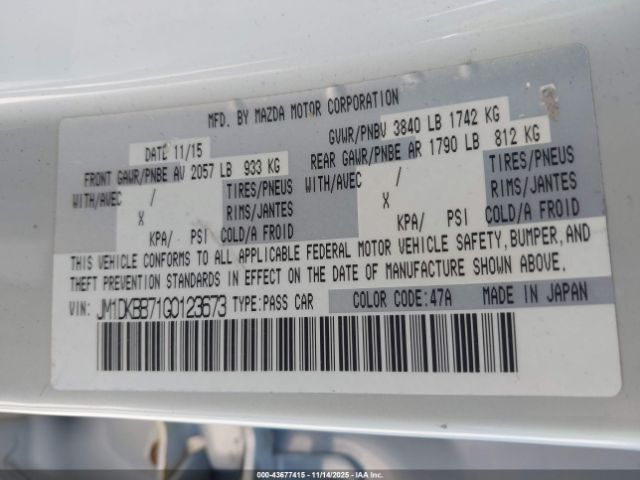 MFD. BY MAZDA MOTOR CORPORATION
DATE 11/15 GVWR/PNBV 3840 LB 1742 KG
FRONT GAWR/PNBE AV 2057 LB 933 KG REAR GAWR/PNBE AR 1790 LB 812 KG
WITH/AVEC / TIRES/PNEUS WITH/AVEC / TIRES/PNEUS
X RIMS/JANTES X RIMS/JANTES
KPA/ PSI COLD/A FROID KPA/ PSI COLD/A FROID
THIS VEHICLE CONFORMS TO ALL APPLICABLE FEDERAL MOTOR VEHICLE SAFETY, BUMPER, AND
THEFT PREVENTION STANDARDS IN EFFECT ON THE DATE OF MANUFACTURE SHOWN ABOVE.
VIN: JM1DKBB71G0123673 TYPE:PASS CAR COLOR CODE:47A MADE IN JAPAN
000-43677415 - 11/14/2025 - IAAI.COM